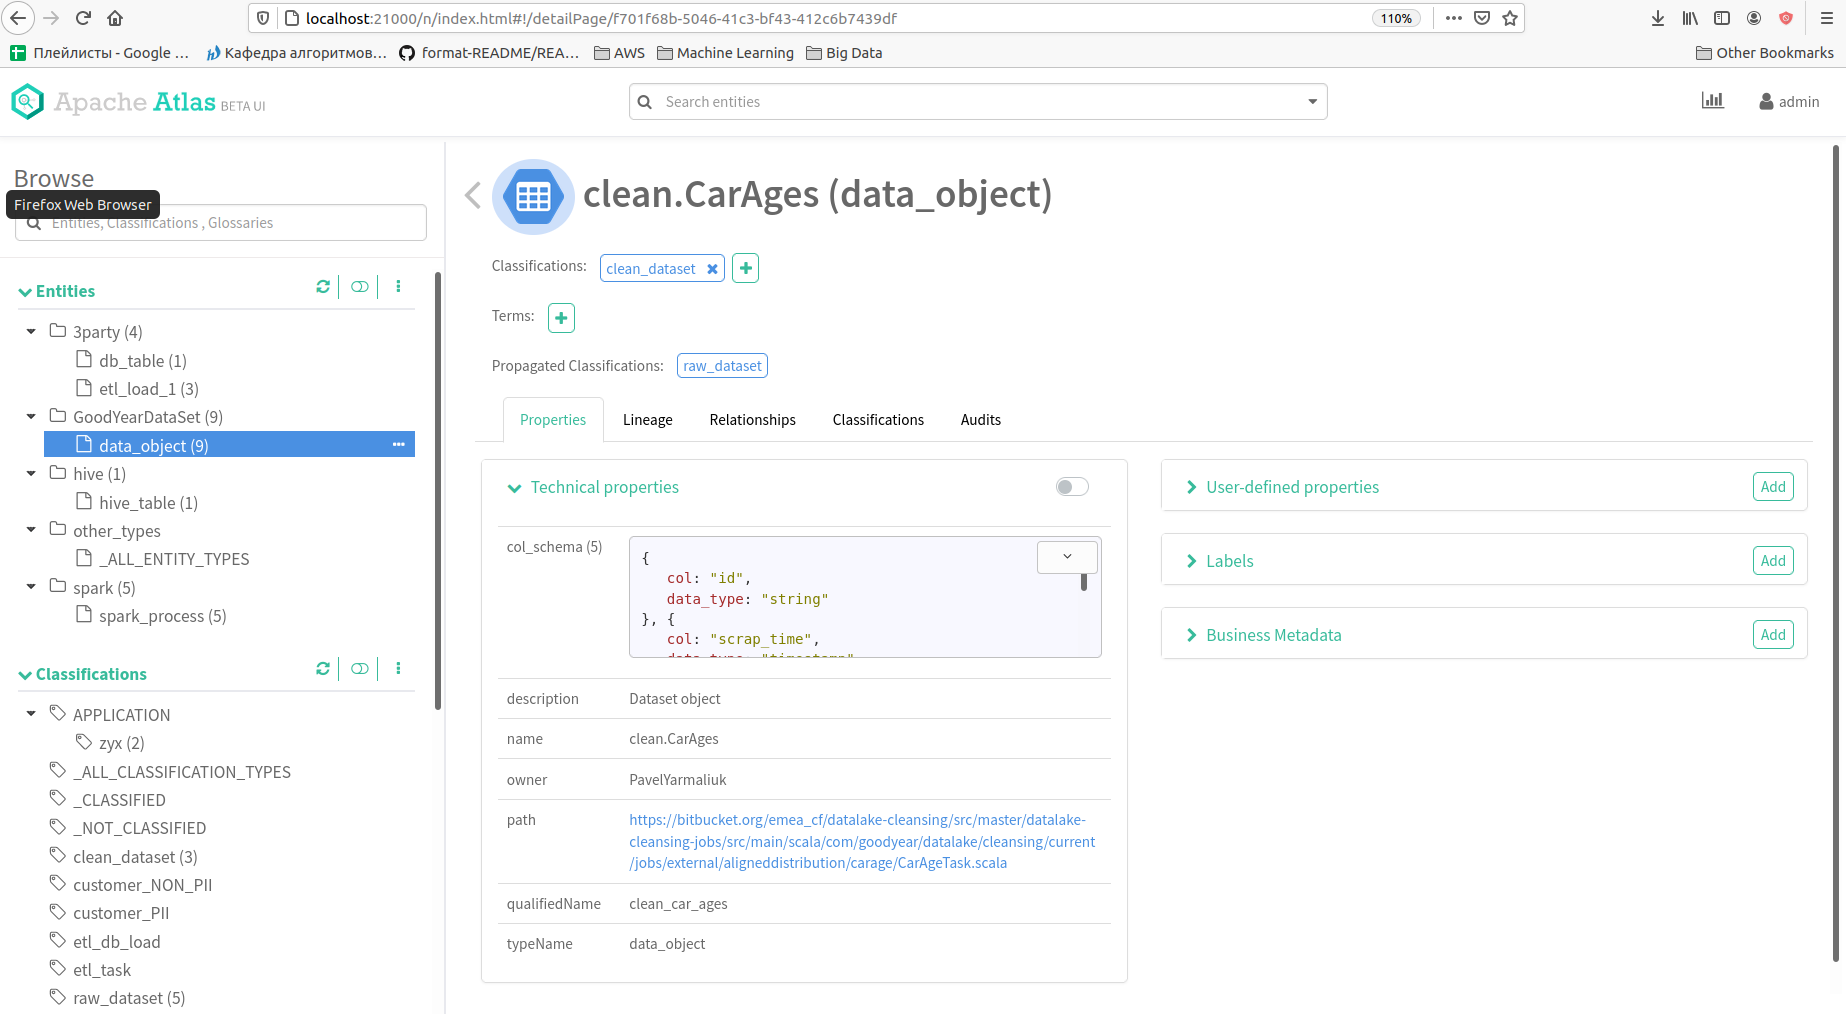 localhost:21000/n/index.html#!/detailPage/f701f68b-5046-41c3-bf43-412c6b7439df
110%
Плейлисты - Google …
Кафедра алгоритмов…
format-README/REA…
AWS
Machine Learning
Big Data
Other Bookmarks
Apache Atlas BETA UI
Search entities
admin
Browse
Firefox Web Browser
Entities, Classifications , Glossaries
Entities
3party (4)
db_table (1)
etl_load_1 (3)
GoodYearDataSet (9)
data_object (9)
hive (1)
hive_table (1)
other_types
_ALL_ENTITY_TYPES
spark (5)
spark_process (5)
Classifications
APPLICATION
zyx (2)
_ALL_CLASSIFICATION_TYPES
_CLASSIFIED
_NOT_CLASSIFIED
clean_dataset (3)
customer_NON_PII
customer_PII
etl_db_load
etl_task
raw_dataset (5)
clean.CarAges (data_object)
Classifications: clean_dataset
Terms:
Propagated Classifications: raw_dataset
Properties
Lineage
Relationships
Classifications
Audits
Technical properties
col_schema (5)
{
col: "id",
data_type: "string"
}, {
col: "scrap_time",
data_type: "timestamp"
description Dataset object
name clean.CarAges
owner PavelYarmaliuk
path https://bitbucket.org/emea_cf/datalake-cleansing/src/master/datalake-
cleansing-jobs/src/main/scala/com/goodyear/datalake/cleansing/current
/jobs/external/aligneddistribution/carage/CarAgeTask.scala
qualifiedName clean_car_ages
typeName data_object
User-defined properties Add
Labels Add
Business Metadata Add